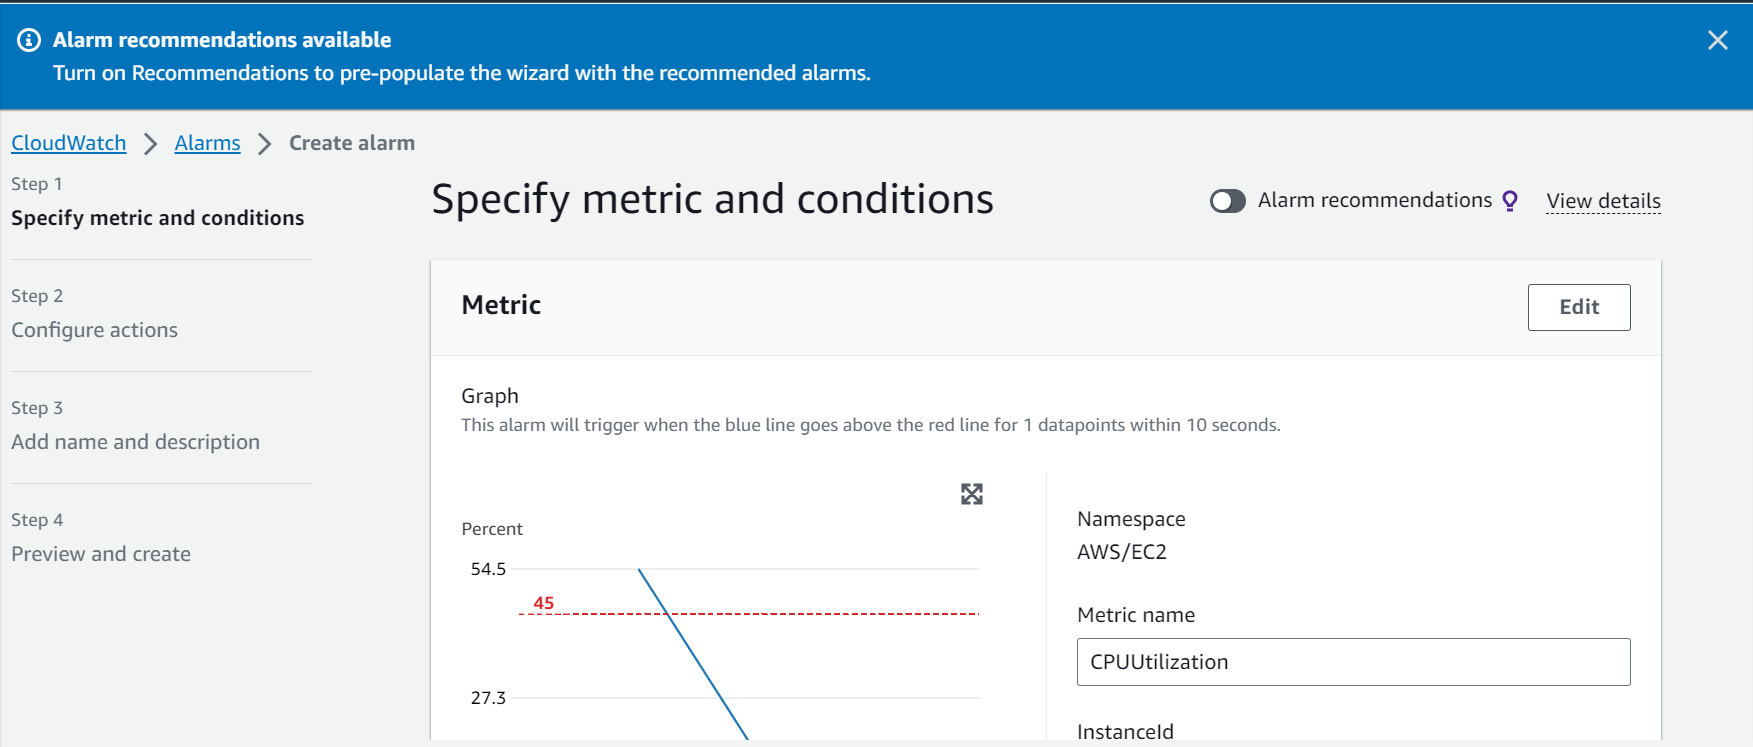 Alarm recommendations available
Turn on Recommendations to pre-populate the wizard with the recommended alarms.
CloudWatch Alarms Create alarm
Step 1
Specify metric and conditions
Step 2
Configure actions
Step 3
Add name and description
Step 4
Preview and create
Specify metric and conditions
Alarm recommendations View details
Metric
Edit
Graph
This alarm will trigger when the blue line goes above the red line for 1 datapoints within 10 seconds.
Percent
54.5
45
27.3
Namespace
AWS/EC2
Metric name
CPUUtilization
InstanceId